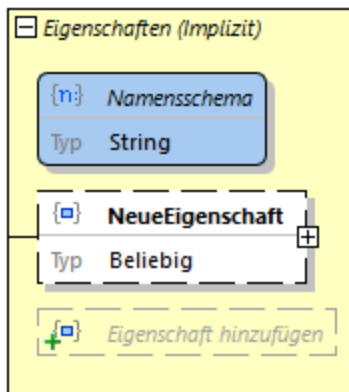 Eigenschaften (Implizit)
{n:} Namensschema
Typ String
NeueEigenschaft
Typ Beliebig
Eigenschaft hinzufügen